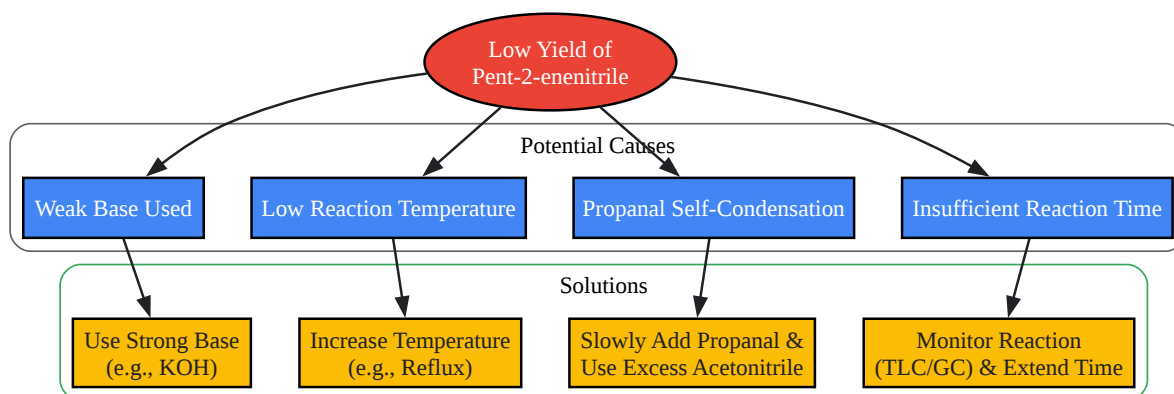 Low Yield of
Pent-2-enenitrile
Potential Causes
Weak Base Used
Low Reaction Temperature
Propanal Self-Condensation
Insufficient Reaction Time
Solutions
Use Strong Base
(e.g., KOH)
Increase Temperature
(e.g., Reflux)
Slowly Add Propanal &
Use Excess Acetonitrile
Monitor Reaction
(TLC/GC) & Extend Time